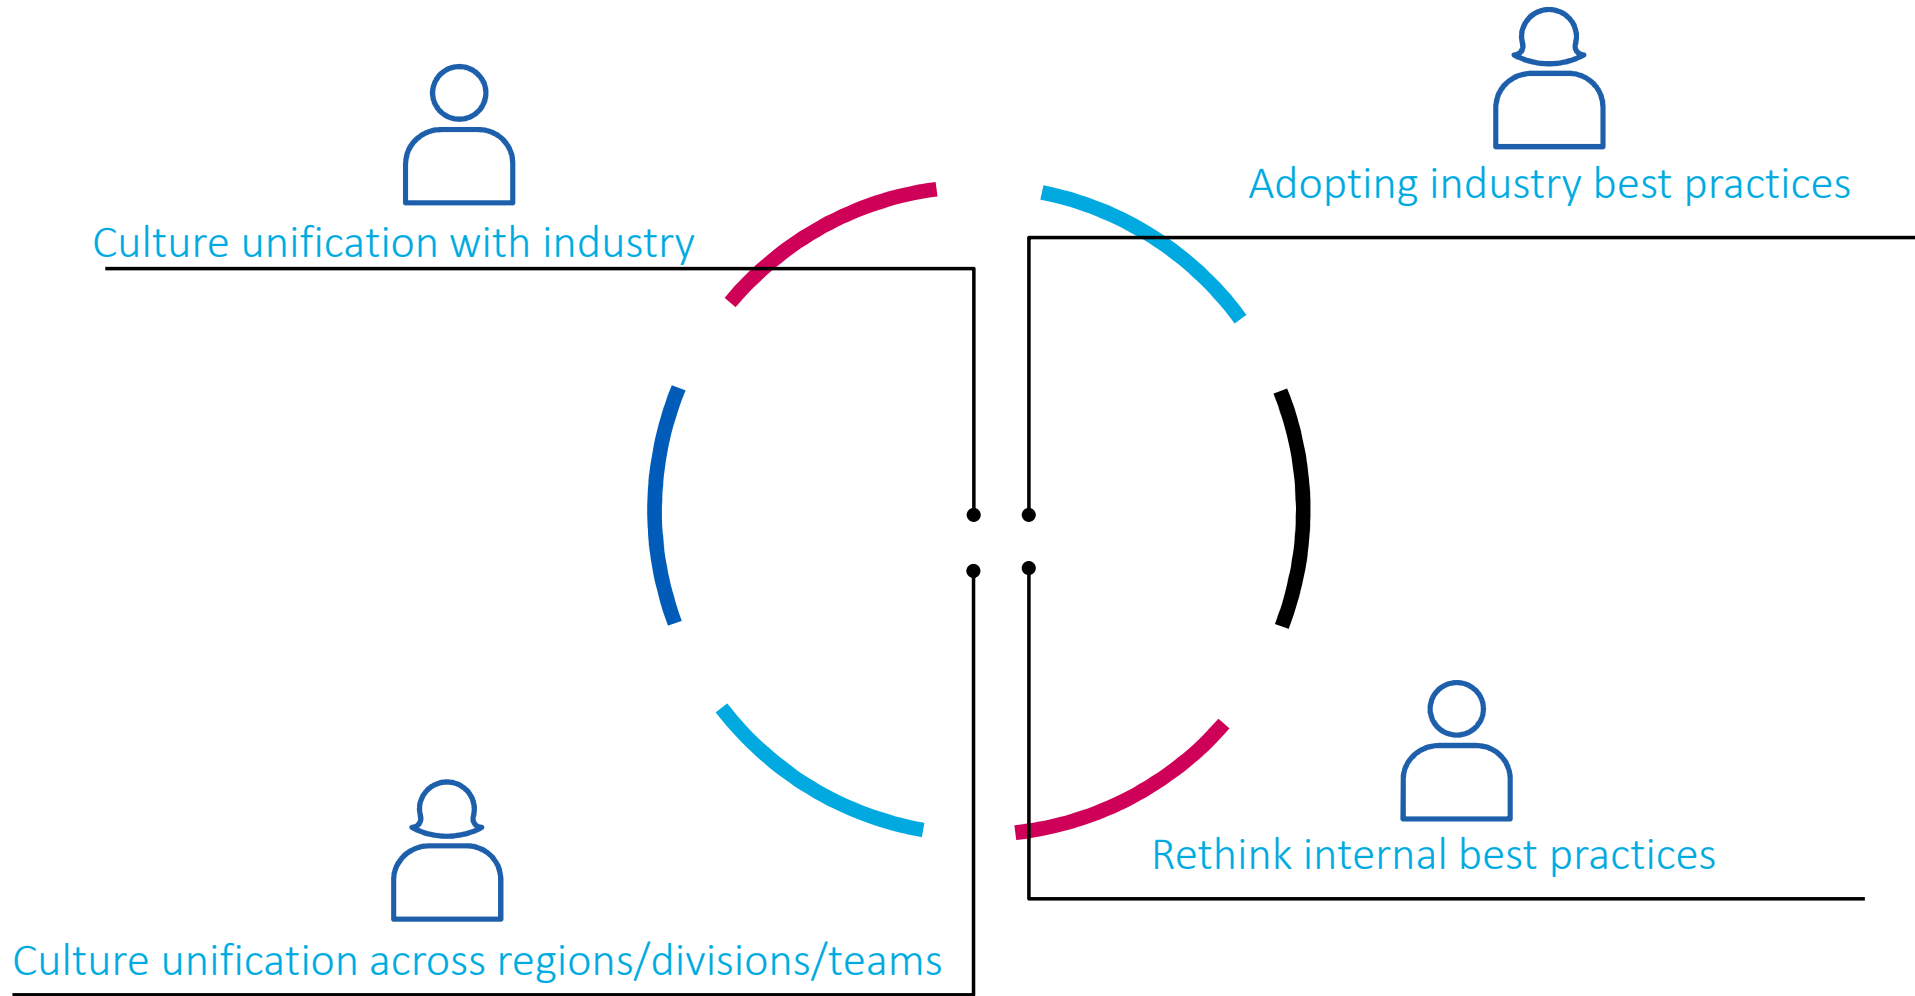 Culture unification with industry
Adopting industry best practices
Rethink internal best practices
Culture unification across regions/divisions/teams